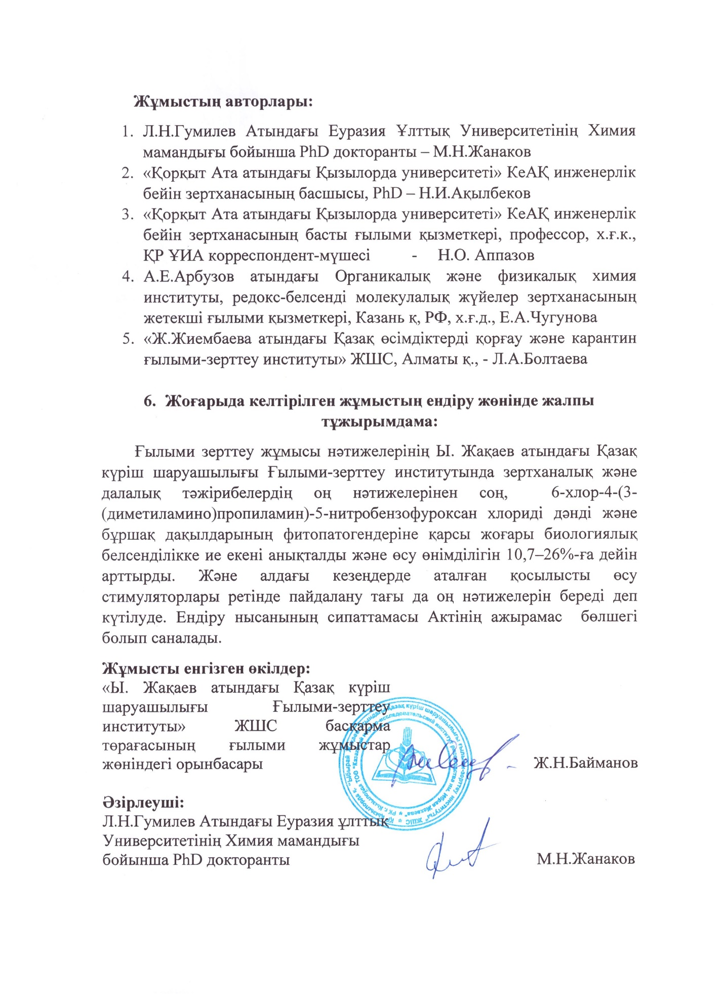 Жұмыстың авторлары:
1. Л.Н.Гумилев Атындағы Еуразия Ұлттық Университетінің Химия
мамандығы бойынша PhD докторанты – М.Н.Жанаков
2. «Қорқыт Ата атындағы Қызылорда университеті» КеАҚ инженерлік
бейін зертханасының басшысы, PhD – Н.И.Ақылбеков
3. «Қорқыт Ата атындағы Қызылорда университеті» КеАҚ инженерлік
бейін зертханасының басты ғылыми қызметкері, профессор, х.ғ.к.,
ҚР ҰИА корреспондент-мүшесі - Н.О. Аппазов
4. А.Е.Арбузов атындағы Органикалық және физикалық химия
институты, редокс-белсенді молекулалық жүйелер зертханасының
жетекші ғылыми қызметкері, Казань қ, РФ, х.ғ.д., Е.А.Чугунова
5. «Ж.Жиембаева атындағы Қазақ өсімдіктерді қорғау және карантин
ғылыми-зерттеу институты» ЖШС, Алматы қ., - Л.А.Болтаева
6. Жоғарыда келтірілген жұмыстың ендіру жөнінде жалпы
тұжырымдама:
Ғылыми зерттеу жұмысы нәтижелерінің Ы. Жақаев атындағы Қазақ
күріш шаруашылығы Ғылыми-зерттеу институтында зертханалық және
далалық тәжірибелердің оң нәтижелерінен соң, 6-хлор-4-(3-
(диметиламино)пропиламин)-5-нитробензофуроксан хлориді дәнді және
бұршақ дақылдарының фитопатогендеріне қарсы жоғары биологиялық
белсенділікке ие екені анықталды және өсу өнімділігін 10,7–26%-ға дейін
арттырды. Және алдағы кезеңдерде аталған қосылысты өсу
стимуляторлары ретінде пайдалану тағы да оң нәтижелерін береді деп
күтілуде. Ендіру нысанының сипаттамасы Актінің ажырамас бөлшегі
болып саналады.
Жұмысты енгізген өкілдер:
«Ы. Жақаев атындағы Қазақ күріш
шаруашылығы Ғылыми-зерттеу
институты» ЖШС басқарма
төрағасының ғылыми жұмыстар
жөніндегі орынбасары Ж.Н.Байманов
Әзірлеуші:
Л.Н.Гумилев Атындағы Еуразия ұлттық
Университетінің Химия мамандығы
бойынша PhD докторанты М.Н.Жанаков